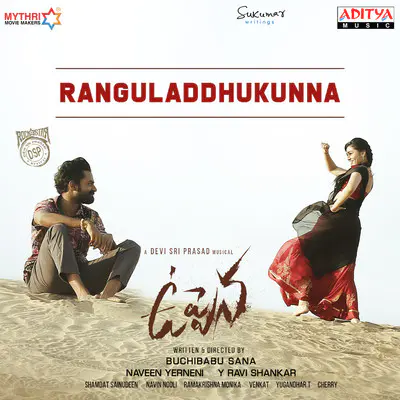 MYTHRI
MOVIE MAKERS
Sukumar
writings
ADITYA
MUSIC
RANGULADDHUKUNNA
ROCKSTAR
DSP
A DEVI SRI PRASAD MUSICAL
ఉప్పెన
WRITTEN & DIRECTED BY
BUCHIBABU SANA
NAVEEN YERNENI Y RAVI SHANKAR
SHAMDAT SAINUDEEN NAVIN NOOLI RAMAKRISHNA MONIKA VENKAT YUGANDHAR.T CHERRY